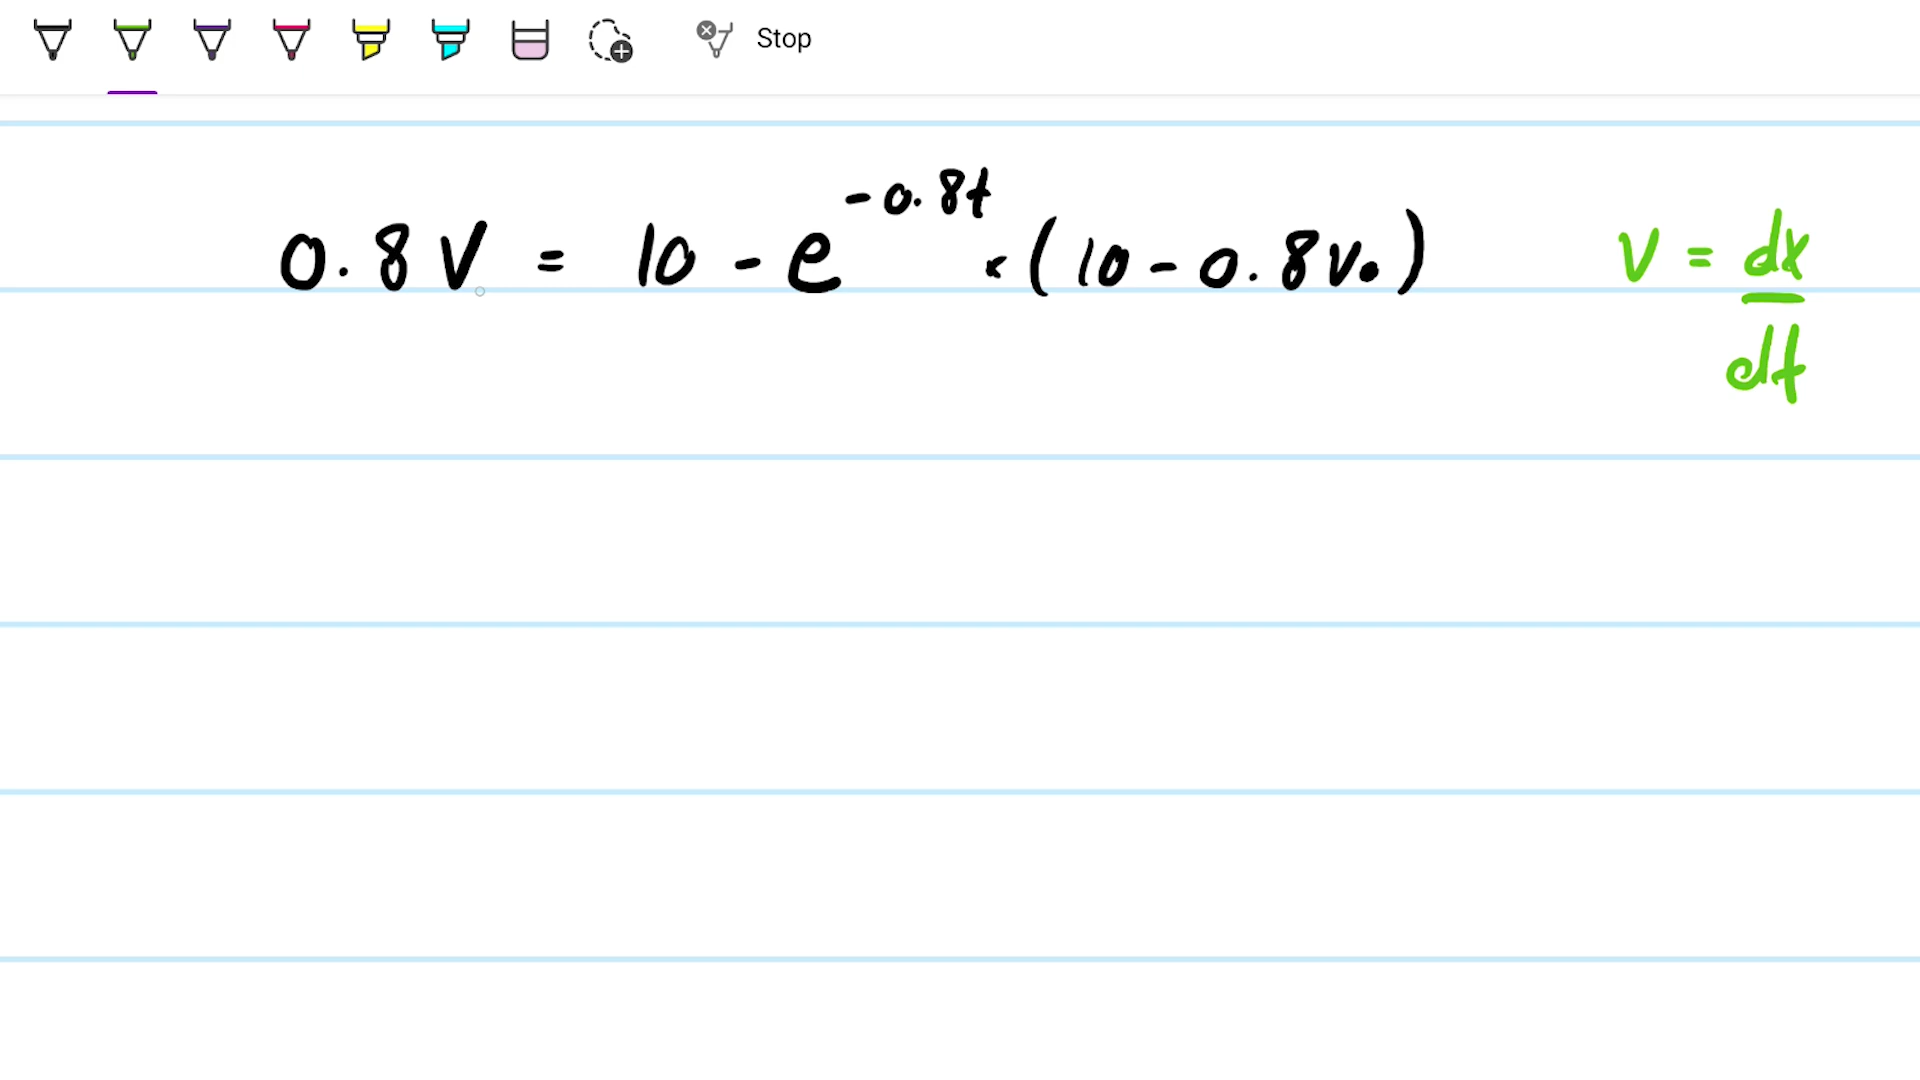 Stop
0.8V = 10 - e^{-0.8t} × (10 - 0.8v₀)
V = dx/dt